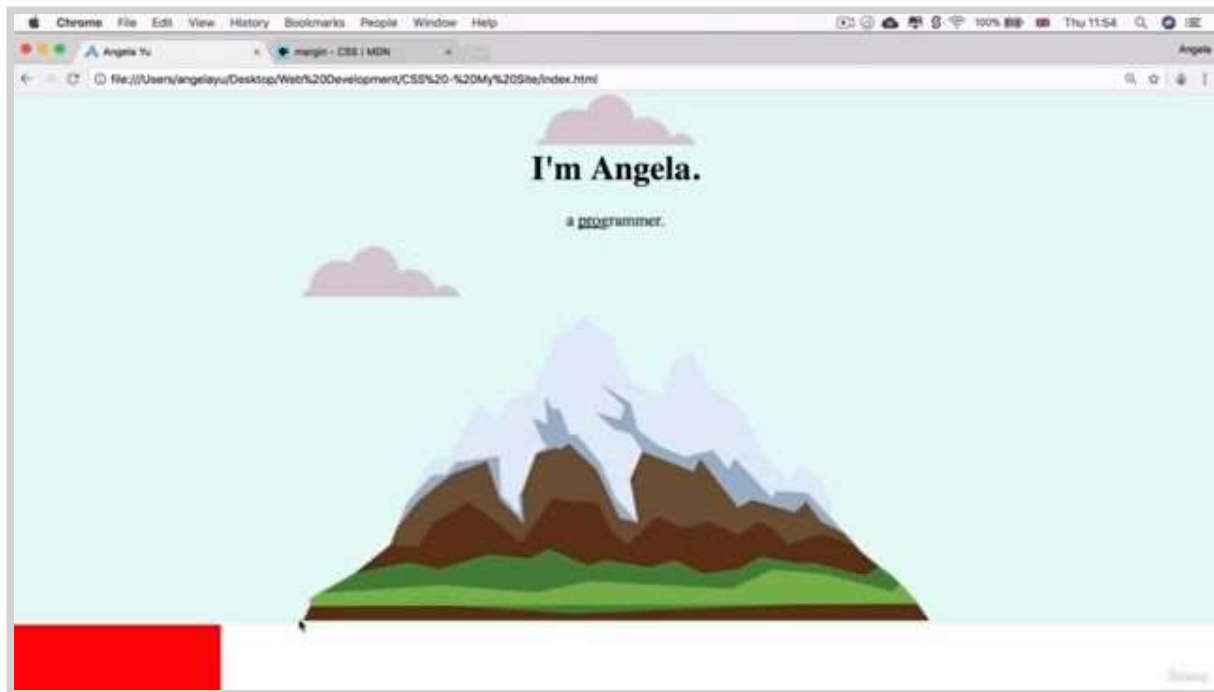 Chrome File Edit View History Bookmarks People Window Help 100% Thu 11:54
Angela Yu margin - CSS | MDN Angela
file:///Users/angelayu/Desktop/Web%20Development/CSS%20-%20My%20Site/index.html
I'm Angela.
a programmer.